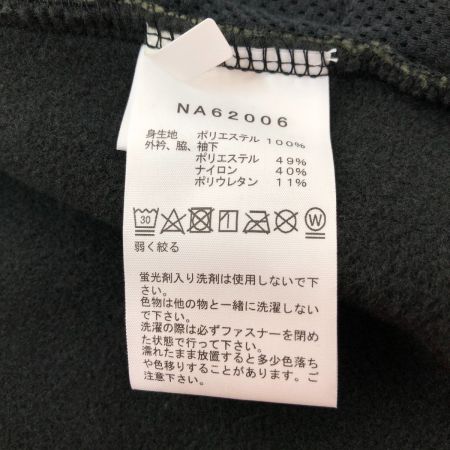 NA62006
身生地 ポリエステル 100%
外衿、脇、袖下
ポリエステル 49%
ナイロン 40%
ポリウレタン 11%
30 W
弱く絞る
蛍光剤入り洗剤は使用しないで下
さい。
色物は他の物と一緒に洗濯しないで
下さい。
洗濯の際は必ずファスナーを閉め
た状態で行って下さい。
濡れたまま放置すると多少色落ち
や色移りすることがあります。ご
注意下さい。